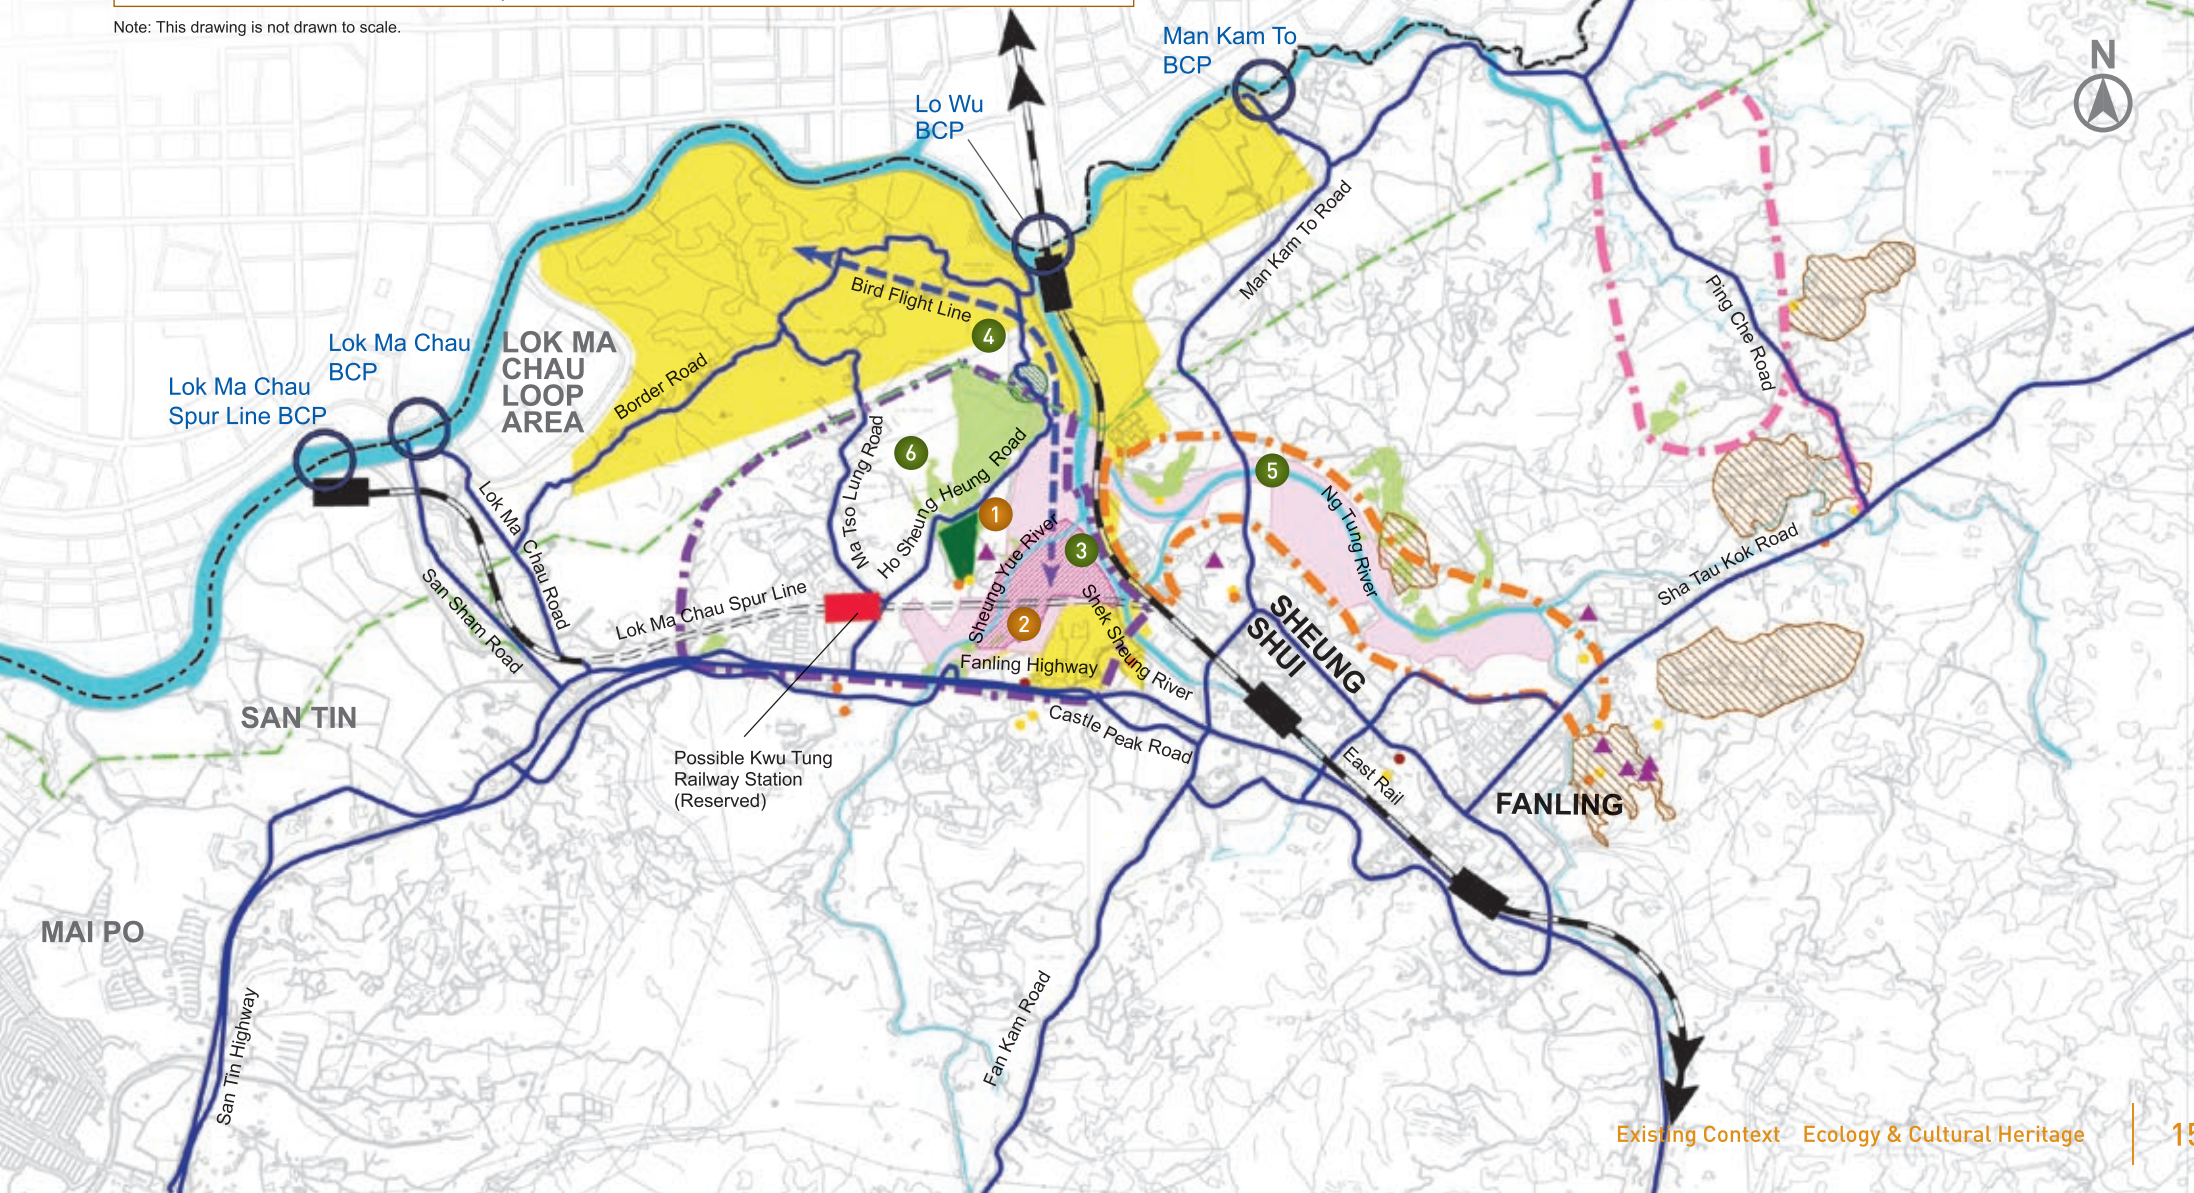 Note: This drawing is not drawn to scale.
Man Kam To
BCP
N
Lo Wu
BCP
Man Kam To Road
Bird Flight Line
Ping Che Road
4
Lok Ma Chau
BCP
LOK MA
CHAU
LOOP
AREA
Lok Ma Chau
Spur Line BCP
Border Road
6
Ma Tso Lung Road
Ho Sheung Heung Road
5
Ng Tung River
Lok Ma Chau Road
1
3
Sheung Yue River
Sha Tau Kok Road
San Sham Road
Lok Ma Chau Spur Line
2
Shek Sheung River
SHEUNG
SHUI
Fanling Highway
SAN TIN
Castle Peak Road
Possible Kwu Tung
Railway Station
(Reserved)
East Rail
FANLING
MAI PO
San Tin Highway
Fan Kam Road
Existing Context Ecology & Cultural Heritage